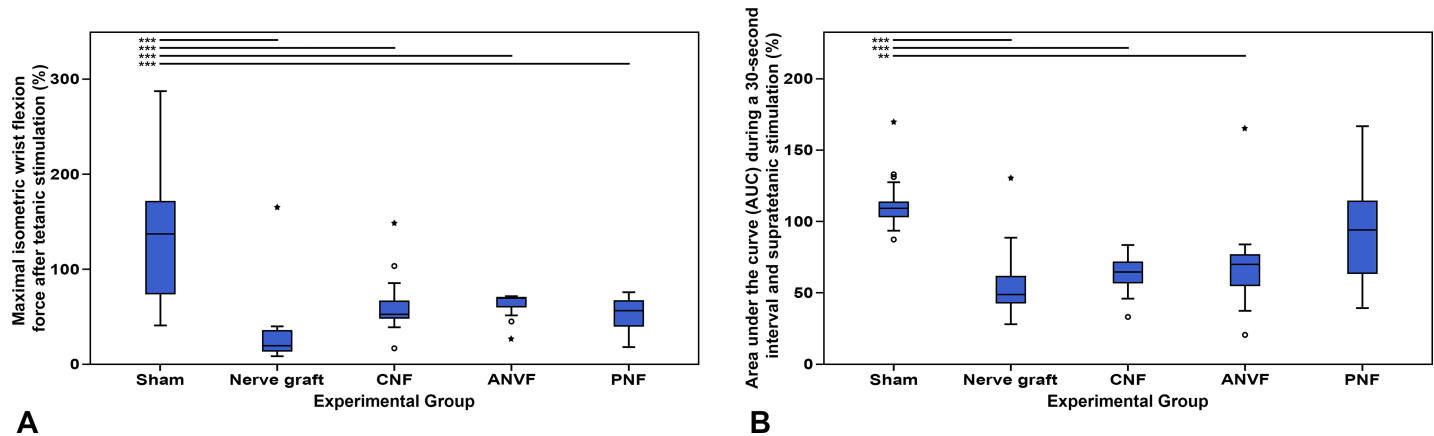 Maximal isometric wrist flexion
force after tetanic stimulation (%)
300
200
100
0
***
***
***
***
Sham Nerve graft CNF ANVF PNF
Experimental Group
A
Area under the curve (AUC) during a 30-second
interval and supratetanic stimulation (%)
200
150
100
50
0
***
***
**
Sham Nerve graft CNF ANVF PNF
Experimental Group
B